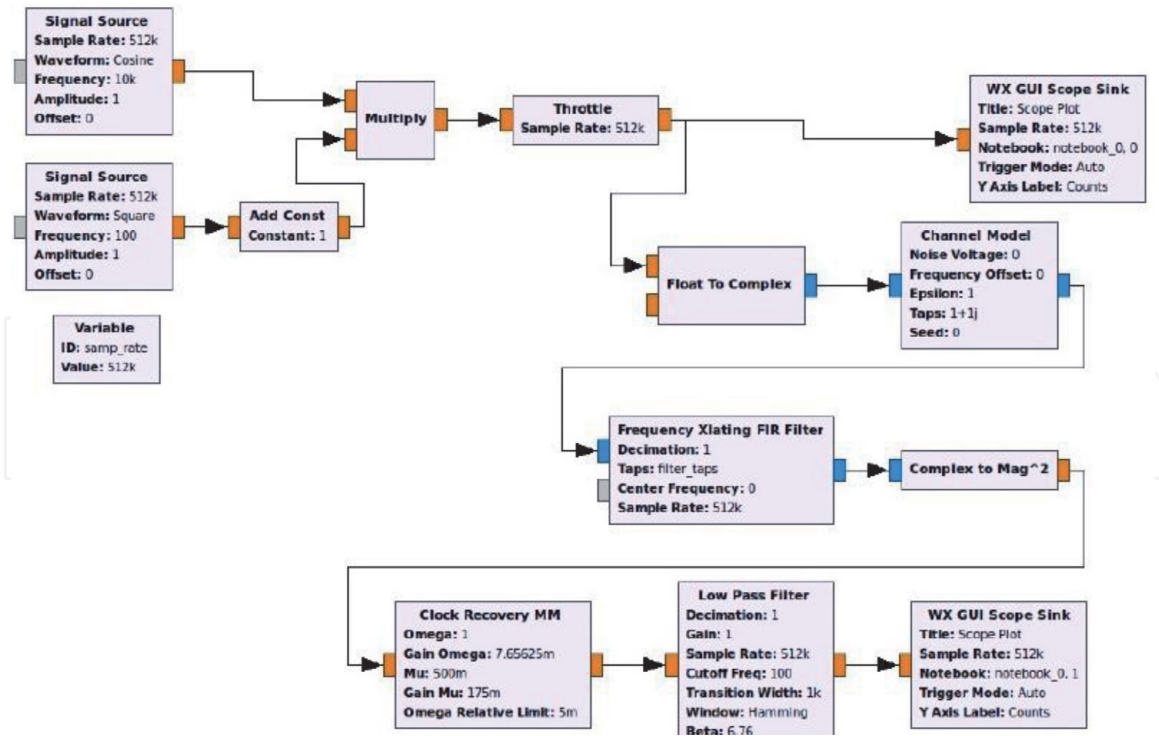 Signal Source
Sample Rate: 512k
Waveform: Cosine
Frequency: 10k
Amplitude: 1
Offset: 0
Multiply
Throttle
Sample Rate: 512k
WX GUI Scope Sink
Title: Scope Plot
Sample Rate: 512k
Notebook: notebook_0, 0
Trigger Mode: Auto
Y Axis Label: Counts
Signal Source
Sample Rate: 512k
Waveform: Square
Frequency: 100
Amplitude: 1
Offset: 0
Add Const
Constant: 1
Float To Complex
Channel Model
Noise Voltage: 0
Frequency Offset: 0
Epsilon: 1
Taps: 1+1j
Seed: 0
Variable
ID: samp_rate
Value: 512k
Frequency Xlating FIR Filter
Decimation: 1
Taps: filter_taps
Center Frequency: 0
Sample Rate: 512k
Complex to Mag^2
Clock Recovery MM
Omega: 1
Gain Omega: 7.65625m
Mu: 500m
Gain Mu: 175m
Omega Relative Limit: 5m
Low Pass Filter
Decimation: 1
Gain: 1
Sample Rate: 512k
Cutoff Freq: 100
Transition Width: 1k
Window: Hamming
Beta: 6.76
WX GUI Scope Sink
Title: Scope Plot
Sample Rate: 512k
Notebook: notebook_0, 1
Trigger Mode: Auto
Y Axis Label: Counts